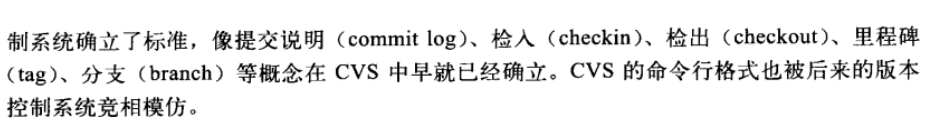 制系统确立了标准，像提交说明（commit log）、检入（checkin）、检出（checkout）、里程碑
（tag）、分支（branch）等概念在 CVS 中早就已经确立。CVS 的命令行格式也被后来的版本
控制系统竞相模仿。